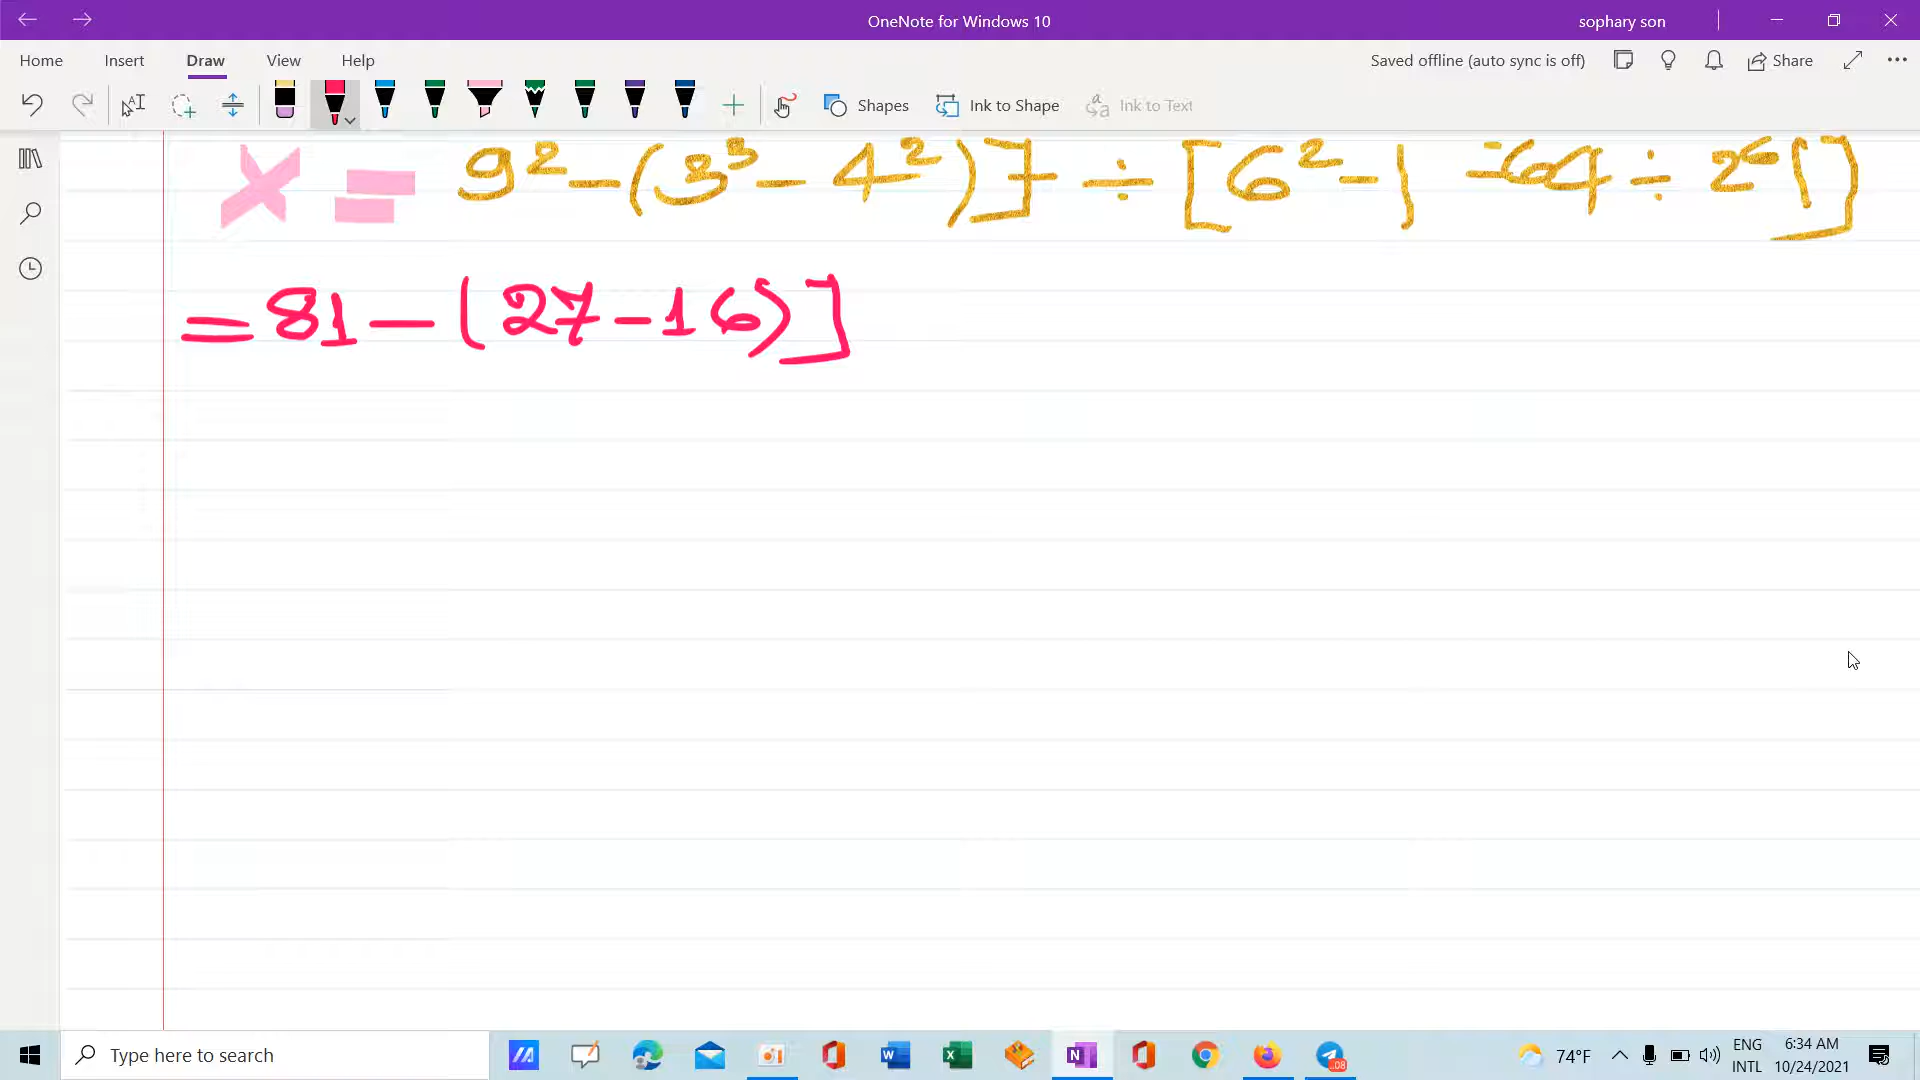 OneNote for Windows 10
sophary son
Home Insert Draw View Help
Saved offline (auto sync is off)
Share
Shapes
Ink to Shape
Ink to Text
X = 9² - (3³ - 4²)] ÷ [6² - | -64 ÷ 2⁶|]
= 81 - (27 - 16)]
Type here to search
74°F
ENG
INTL
6:34 AM
10/24/2021